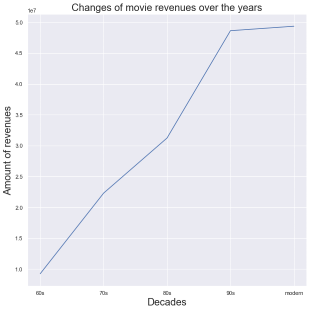 Changes of movie revenues over the years
1e7
5.0
4.5
4.0
3.5
3.0
2.5
2.0
1.5
1.0
Amount of revenues
60s 70s 80s 90s modern
Decades